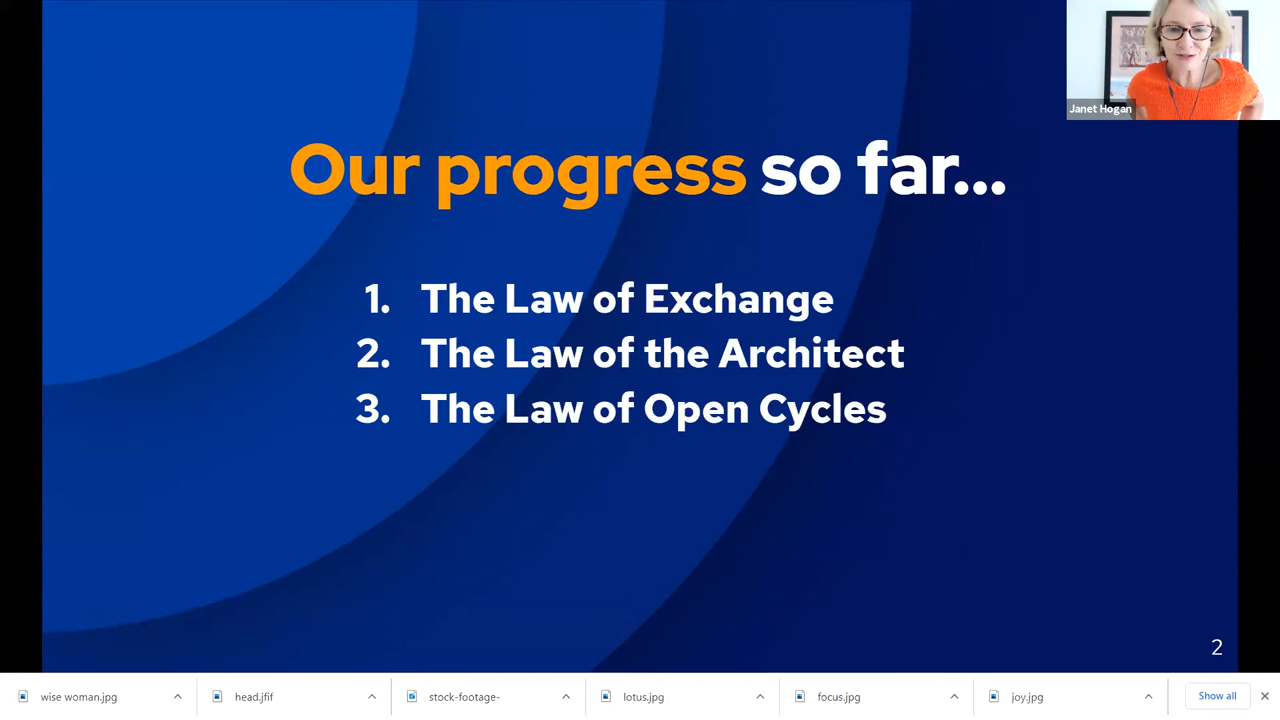 Janet Hogan
Our progress so far...
1. The Law of Exchange
2. The Law of the Architect
3. The Law of Open Cycles
2
wise woman.jpg
head.jfif
stock-footage-
lotus.jpg
focus.jpg
joy.jpg
Show all